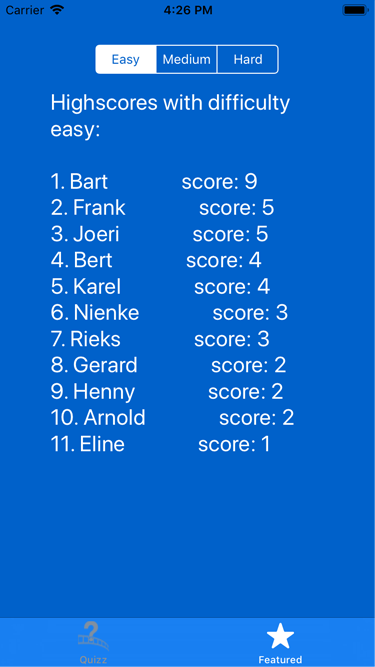 Carrier 4:26 PM
Easy Medium Hard
Highscores with difficulty
easy:
1. Bart score: 9
2. Frank score: 5
3. Joeri score: 5
4. Bert score: 4
5. Karel score: 4
6. Nienke score: 3
7. Rieks score: 3
8. Gerard score: 2
9. Henny score: 2
10. Arnold score: 2
11. Eline score: 1
?
Quizz Featured